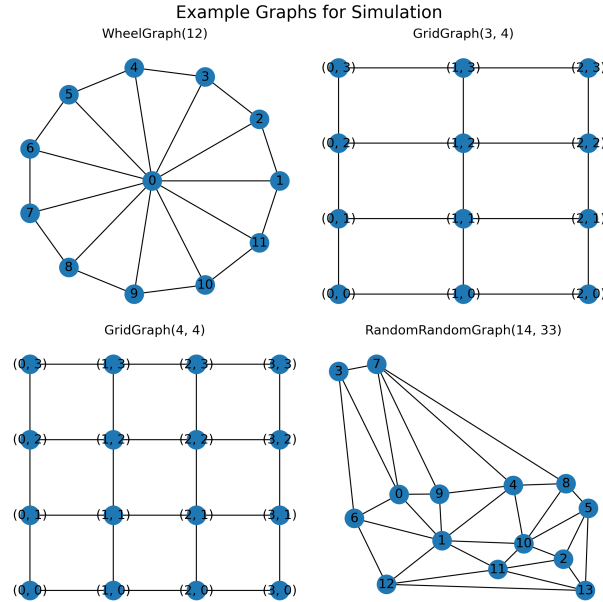 Example Graphs for Simulation
WheelGraph(12)
4
3
5
2
6
0
1
7
11
8
10
9
GridGraph(3, 4)
(0, 3) (1, 3) (2, 3)
(0, 2) (1, 2) (2, 2)
(0, 1) (1, 1) (2, 1)
(0, 0) (1, 0) (2, 0)
GridGraph(4, 4)
(0, 3) (1, 3) (2, 3) (3, 3)
(0, 2) (1, 2) (2, 2) (3, 2)
(0, 1) (1, 1) (2, 1) (3, 1)
(0, 0) (1, 0) (2, 0) (3, 0)
RandomRandomGraph(14, 33)
7
3
8
4
0 9
5
6
1
10
2
11
12
13